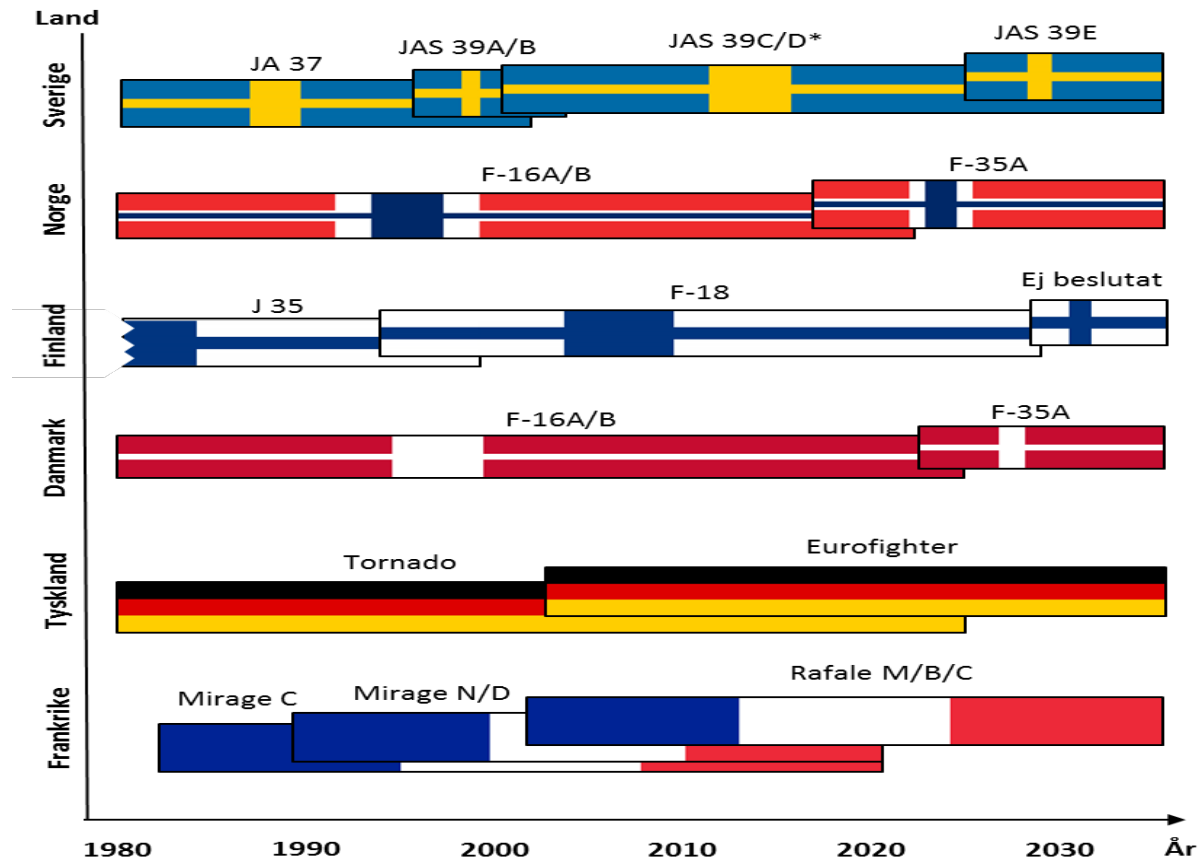 Land
Sverige
JA 37
JAS 39A/B
JAS 39C/D*
JAS 39E
Norge
F-16A/B
F-35A
Finland
J 35
F-18
Ej beslutat
Danmark
F-16A/B
F-35A
Tyskland
Tornado
Eurofighter
Frankrike
Mirage C
Mirage N/D
Rafale M/B/C
1980 1990 2000 2010 2020 2030 År